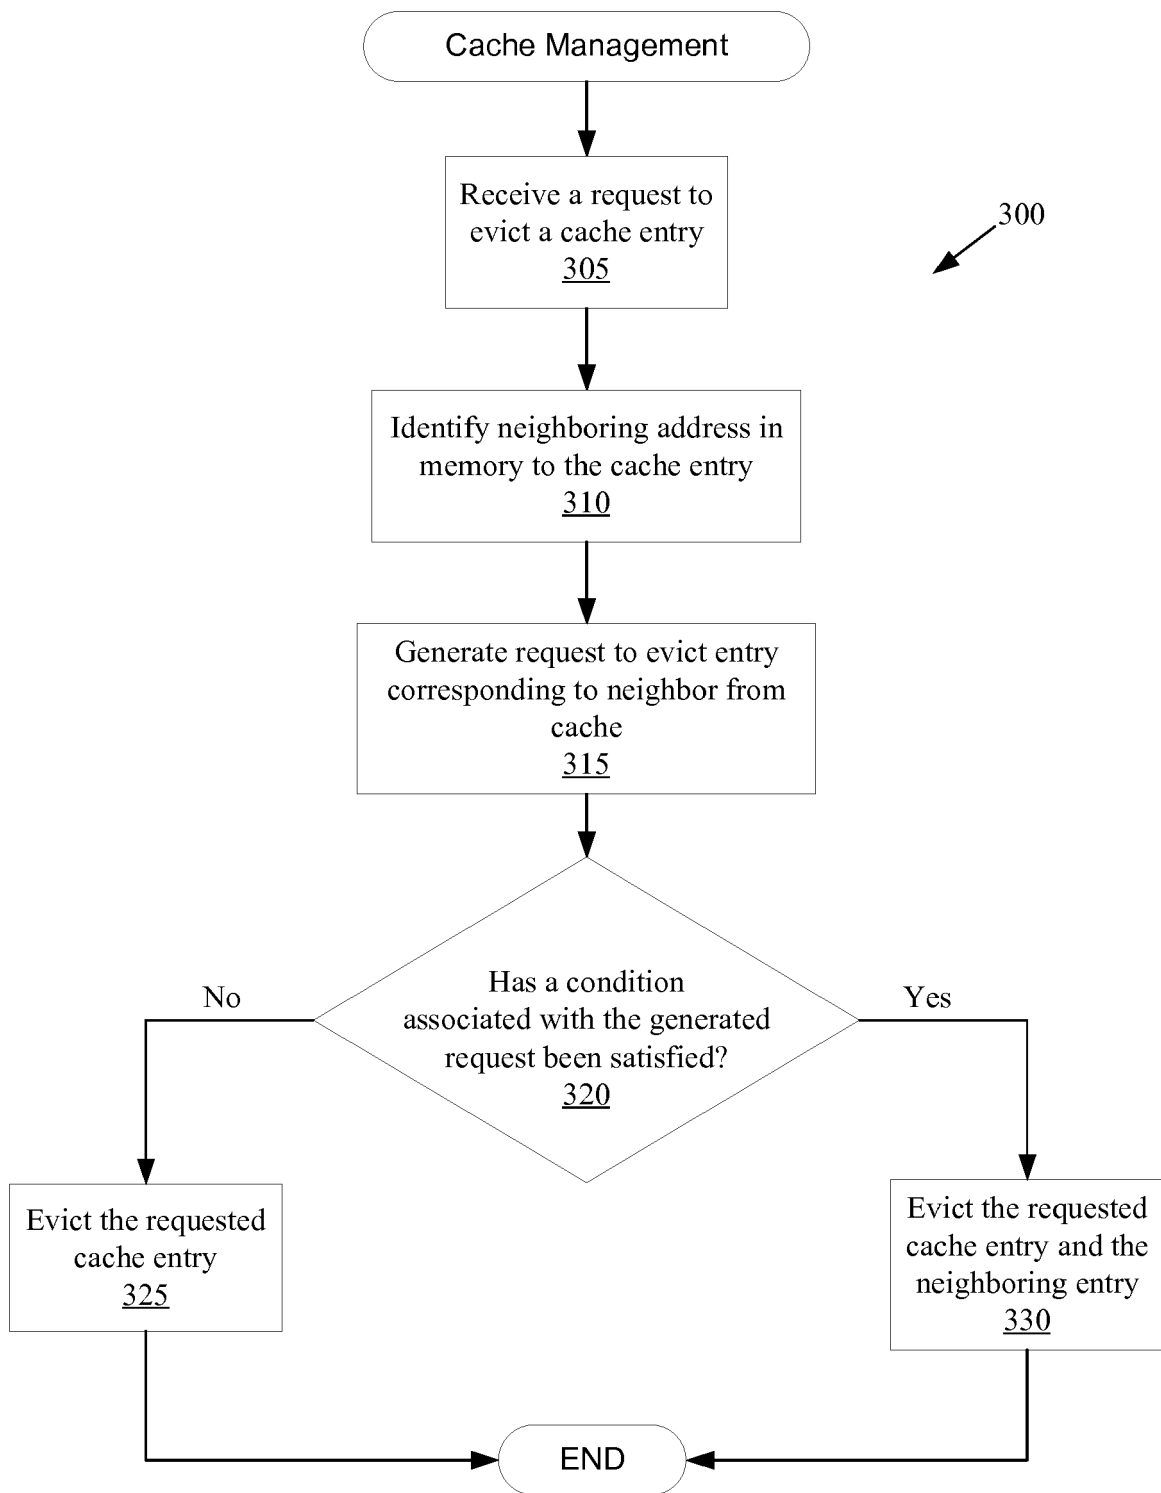 Cache Management
Receive a request to
evict a cache entry
305
300
Identify neighboring address in
memory to the cache entry
310
Generate request to evict entry
corresponding to neighbor from
cache
315
Has a condition
associated with the generated
request been satisfied?
320
No
Yes
Evict the requested
cache entry
325
Evict the requested
cache entry and the
neighboring entry
330
END